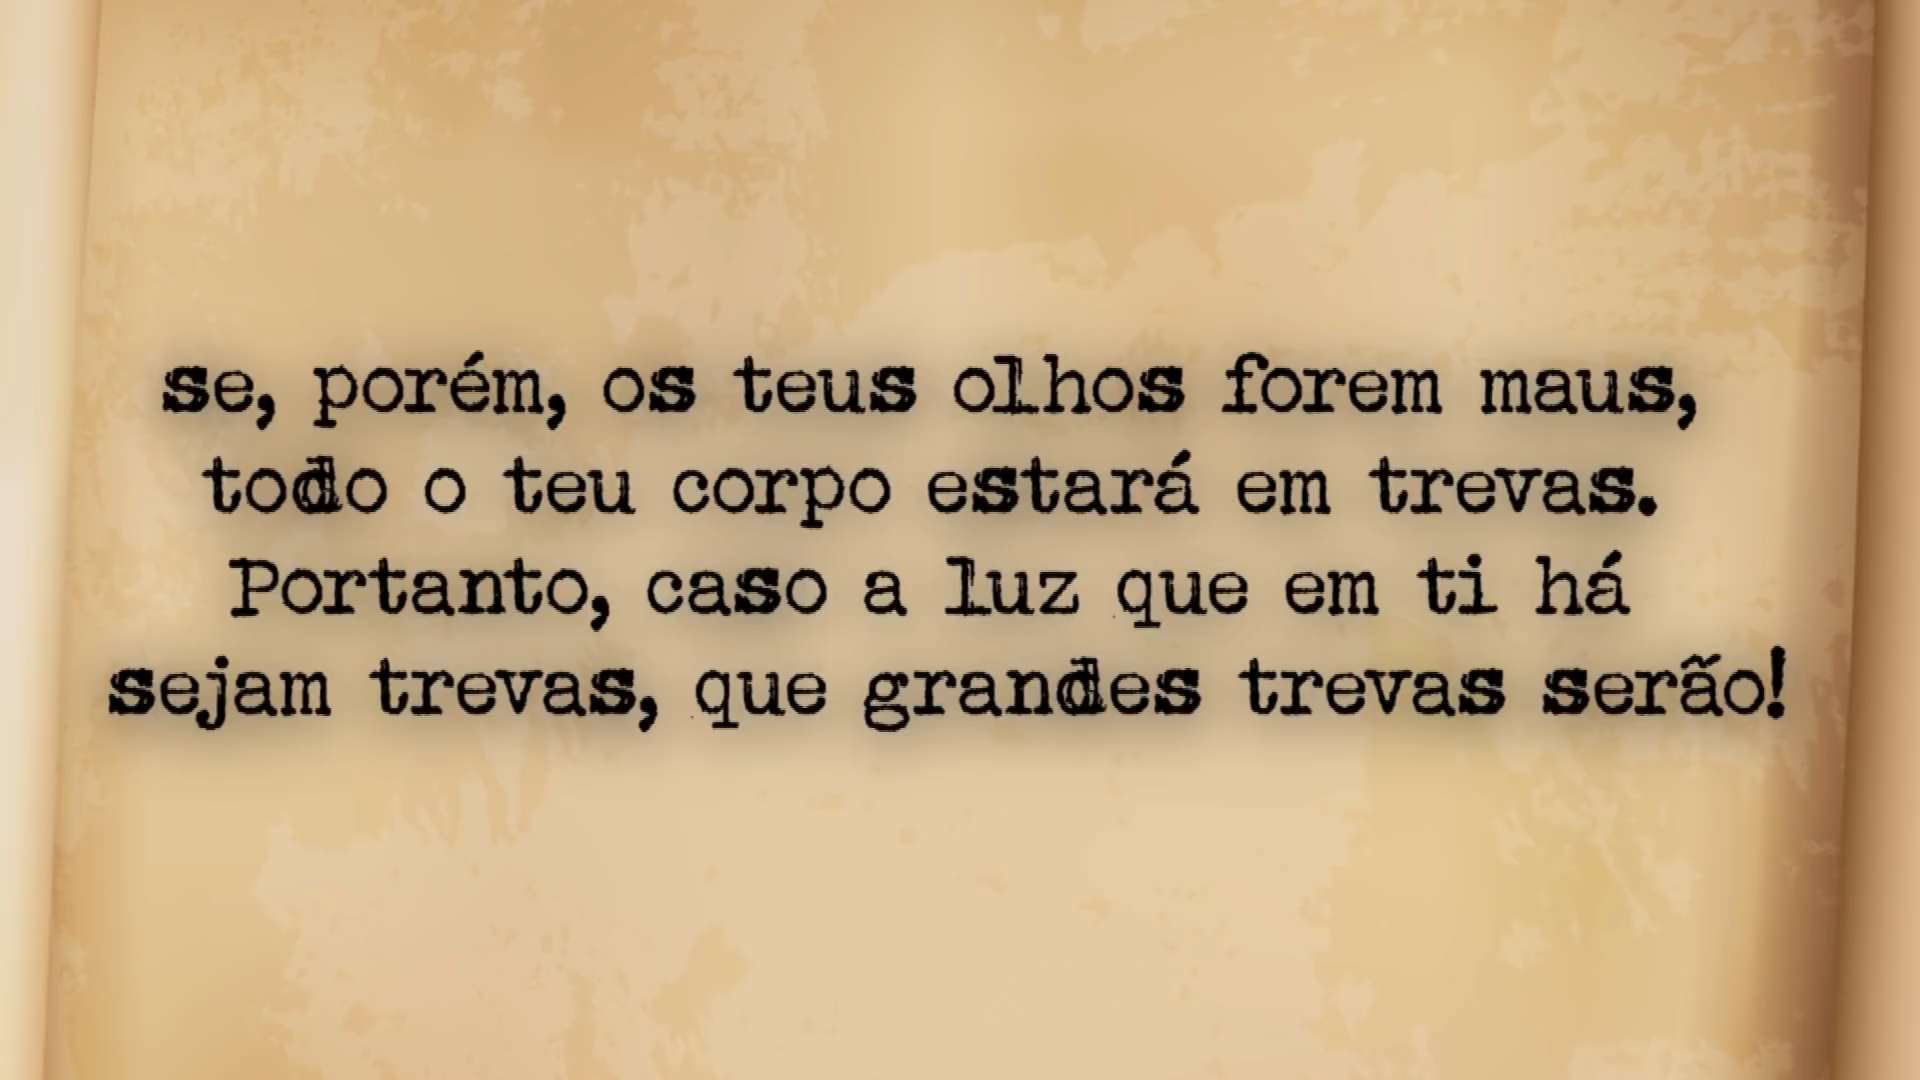 se, porém, os teus olhos forem maus,
todo o teu corpo estará em trevas.
Portanto, caso a luz que em ti há
sejam trevas, que grandes trevas serão!